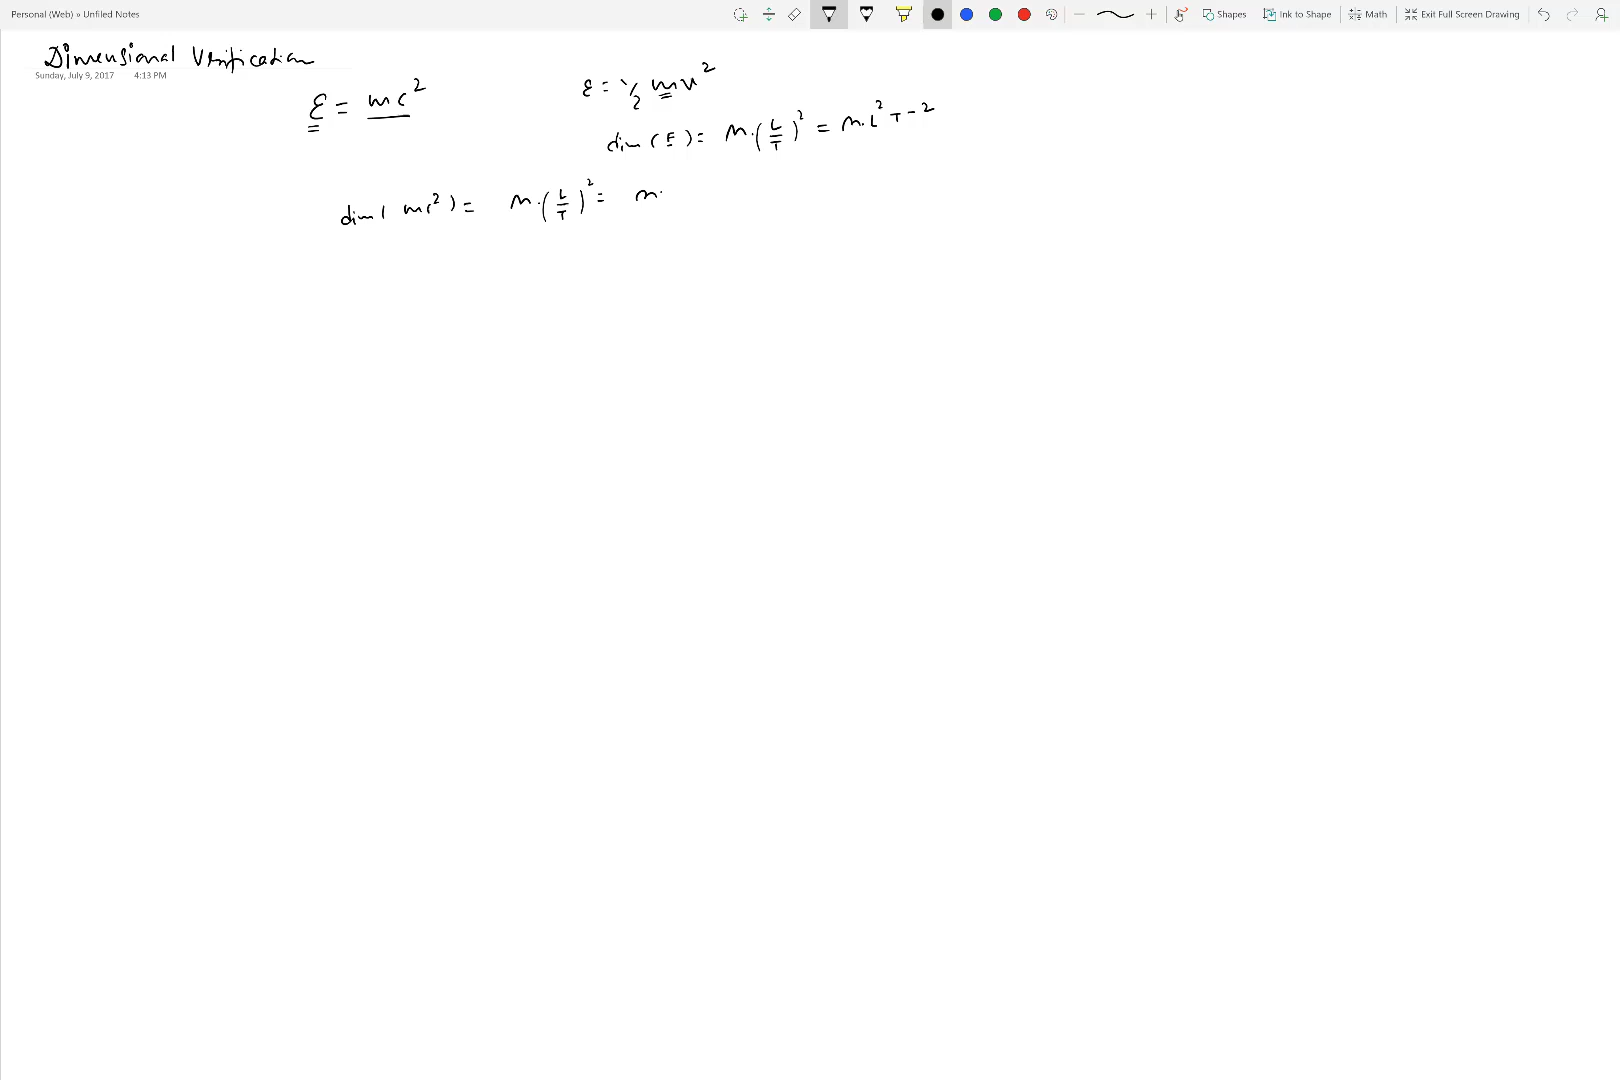 Personal (Web) » Unfiled Notes
Shapes Ink to Shape Math Exit Full Screen Drawing
Dimensional Verification
Sunday, July 9, 2017 4:13 PM
E = mc²
E = ½ mv²
dim(E) = M·(L/T)² = M·L²T⁻²
dim(mc²) = M·(L/T)² = M·